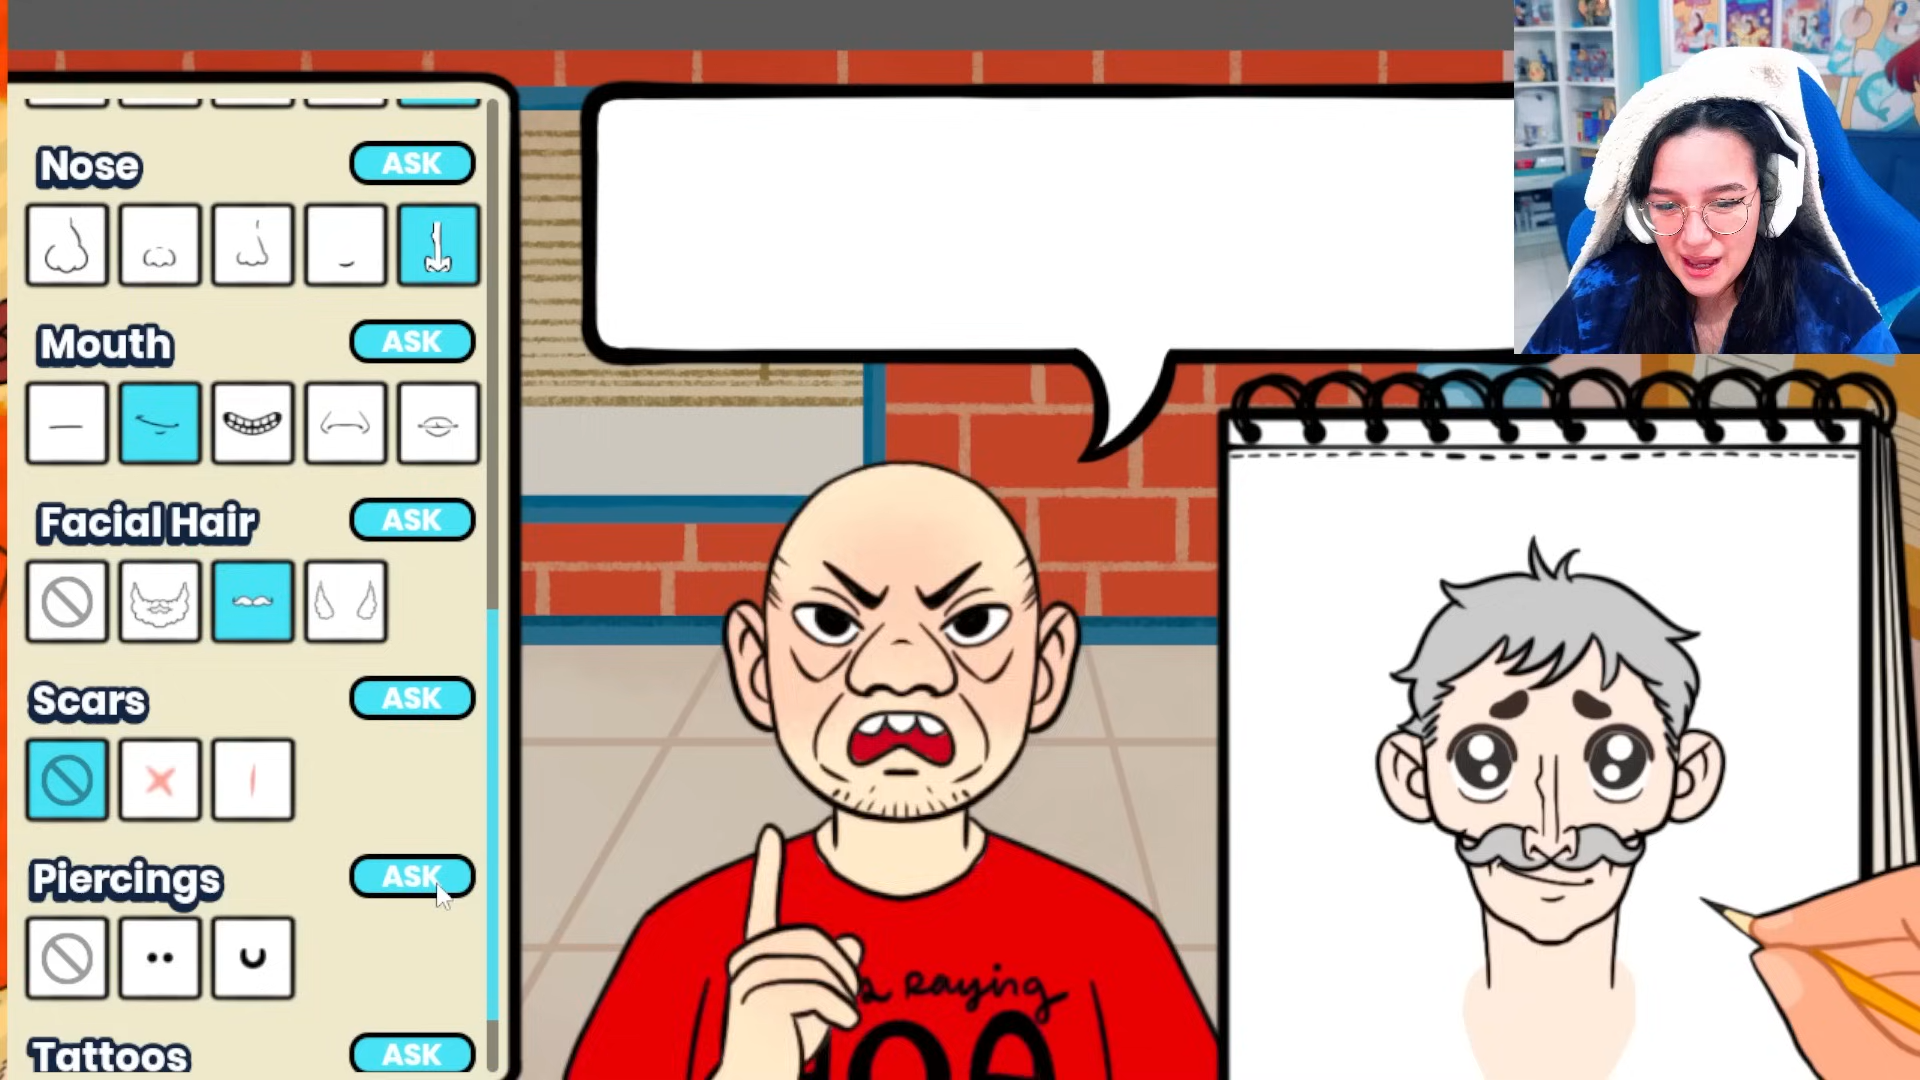 Nose
ASK
Mouth
ASK
Facial Hair
ASK
Scars
ASK
Piercings
ASK
Tattoos
ASK